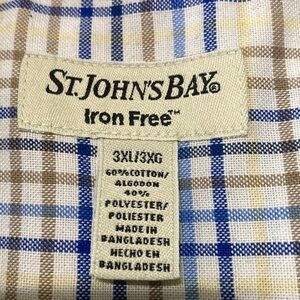 ST. JOHN'S BAY®
Iron Free™
3XL/3XG
60% COTTON/
ALGODON
40%
POLYESTER/
POLIESTER
MADE IN
BANGLADESH
HECHO EN
BANGLADESH